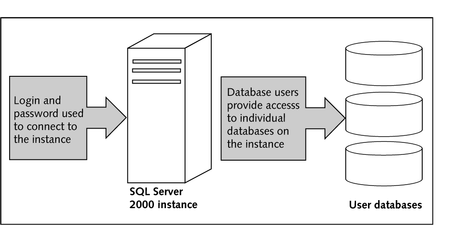 Login and
password used
to connect to
the instance
SQL Server
2000 instance
Database users
provide accesss
to individual
databases on
the instance
User databases